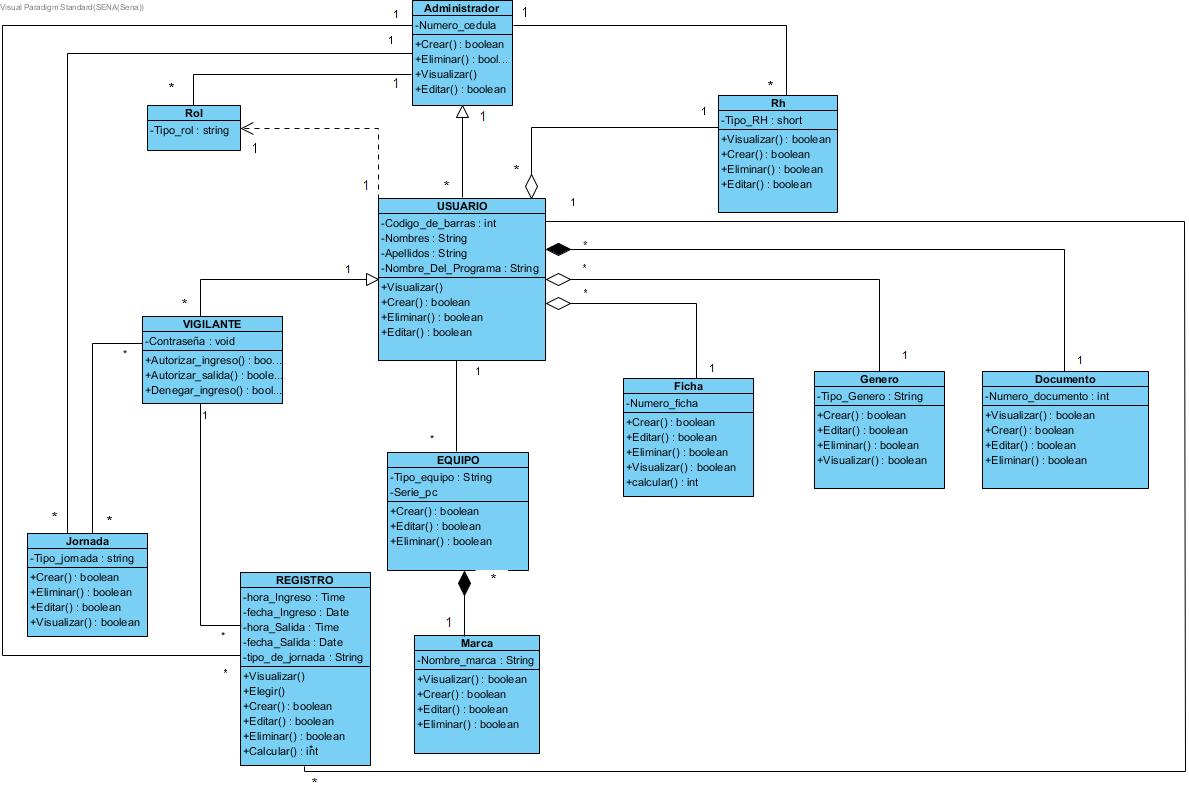 Visual Paradigm Standard(SENA(Sena))
Administrador
-Numero_cedula
+Crear() : boolean
+Eliminar() : bool...
+Visualizar()
+Editar() : boolean
1
1
1
1
*
*
1
Rol
-Tipo_rol : string
1
1
*
Rh
-Tipo_RH : short
+Visualizar() : boolean
+Crear() : boolean
+Eliminar() : boolean
+Editar() : boolean
1
*
1
USUARIO
-Codigo_de_barras : int
-Nombres : String
-Apellidos : String
-Nombre_Del_Programa : String
+Visualizar()
+Crear() : boolean
+Eliminar() : boolean
+Editar() : boolean
*
*
*
1
*
VIGILANTE
-Contraseña : void
+Autorizar_ingreso() : boo...
+Autorizar_salida() : boole...
+Denegar_ingreso() : bool...
*
1
1
*
1
Ficha
-Numero_ficha
+Crear() : boolean
+Editar() : boolean
+Eliminar() : boolean
+Visualizar() : boolean
+calcular() : int
1
Genero
-Tipo_Genero : String
+Crear() : boolean
+Editar() : boolean
+Eliminar() : boolean
+Visualizar() : boolean
1
Documento
-Numero_documento : int
+Visualizar() : boolean
+Crear() : boolean
+Editar() : boolean
+Eliminar() : boolean
EQUIPO
-Tipo_equipo : String
-Serie_pc
+Crear() : boolean
+Editar() : boolean
+Eliminar() : boolean
*
1
*
*
Jornada
-Tipo_jornada : string
+Crear() : boolean
+Eliminar() : boolean
+Editar() : boolean
+Visualizar() : boolean
REGISTRO
-hora_Ingreso : Time
-fecha_Ingreso : Date
-hora_Salida : Time
-fecha_Salida : Date
-tipo_de_jornada : String
+Visualizar()
+Elegir()
+Crear() : boolean
+Editar() : boolean
+Eliminar() : boolean
+Calcular() : int
*
*
*
*
Marca
-Nombre_marca : String
+Visualizar() : boolean
+Crear() : boolean
+Editar() : boolean
+Eliminar() : boolean